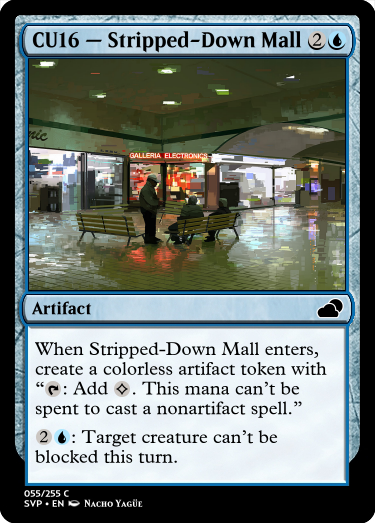 CU16 — Stripped-Down Mall 2
GALLERIA ELECTRONICS
Artifact
When Stripped-Down Mall enters,
create a colorless artifact token with
“: Add . This mana can't be
spent to cast a nonartifact spell.”
2: Target creature can't be
blocked this turn.
055/255 C
SVP • EN Nacho Yagüe